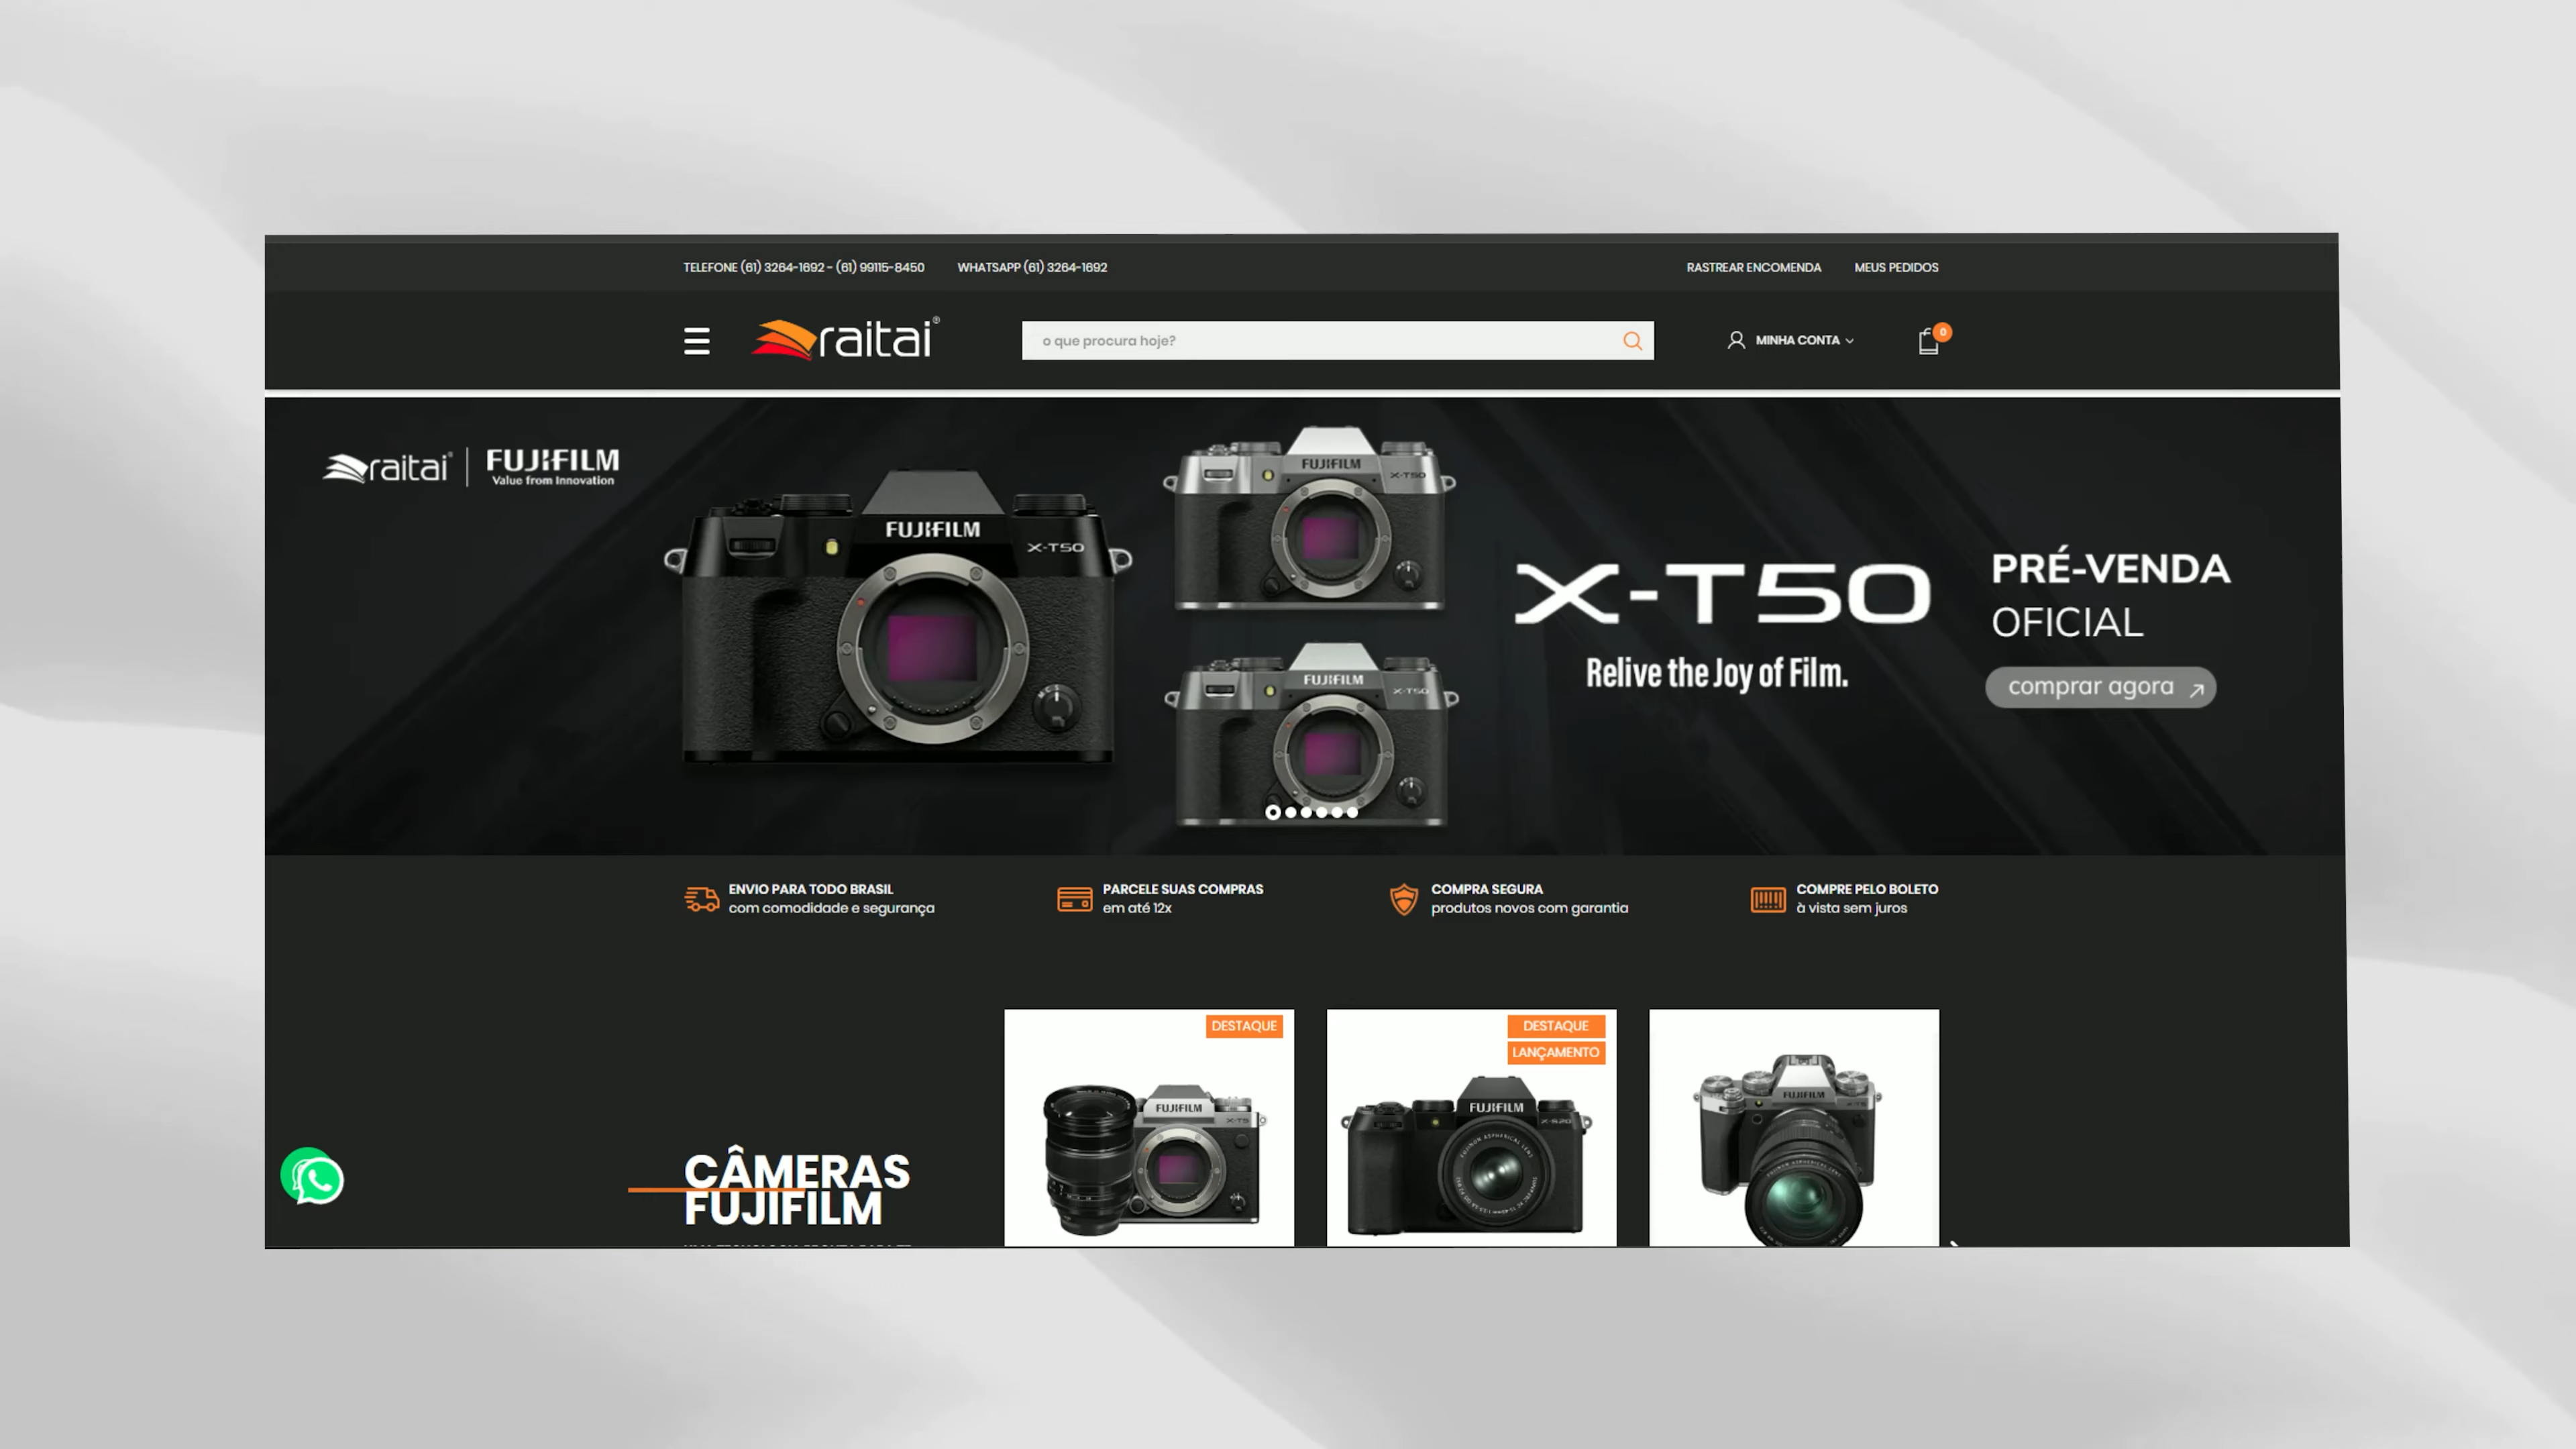 TELEFONE (61) 3264-1692 - (61) 99115-8450 WHATSAPP (61) 3264-1692 RASTREAR ENCOMENDA MEUS PEDIDOS
raitai® o que procura hoje? MINHA CONTA 0
raitai® FUJIFILM
Value from Innovation
FUJIFILM
X-T50
FUJIFILM
X-T50
FUJIFILM
X-T50
X-T50
Relive the Joy of Film.
PRÉ-VENDA
OFICIAL
comprar agora
ENVIO PARA TODO BRASIL
com comodidade e segurança
PARCELE SUAS COMPRAS
em até 12x
COMPRA SEGURA
produtos novos com garantia
COMPRE PELO BOLETO
à vista sem juros
CÂMERAS
FUJIFILM
DESTAQUE
FUJIFILM
X-T5
DESTAQUE
LANÇAMENTO
FUJIFILM
X-S20
FUJIFILM